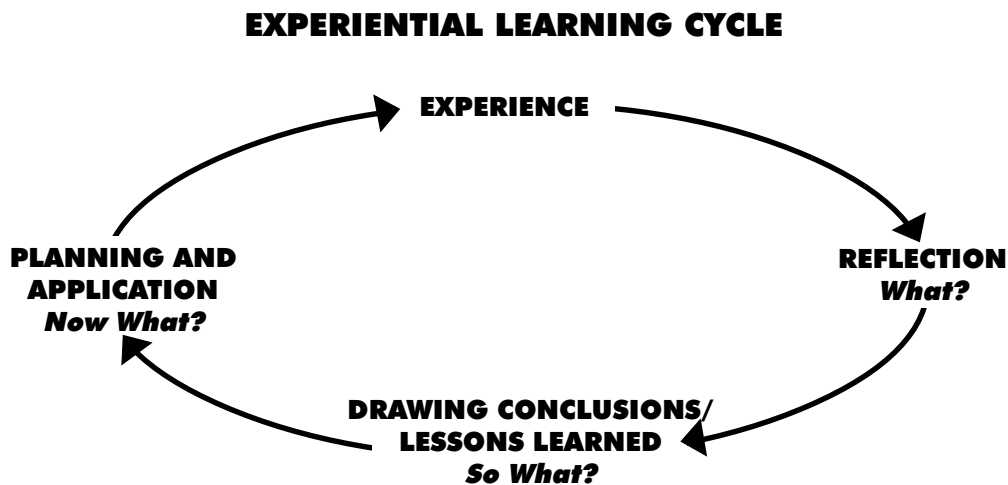 EXPERIENTIAL LEARNING CYCLE
EXPERIENCE
REFLECTION
What?
DRAWING CONCLUSIONS/
LESSONS LEARNED
So What?
PLANNING AND
APPLICATION
Now What?